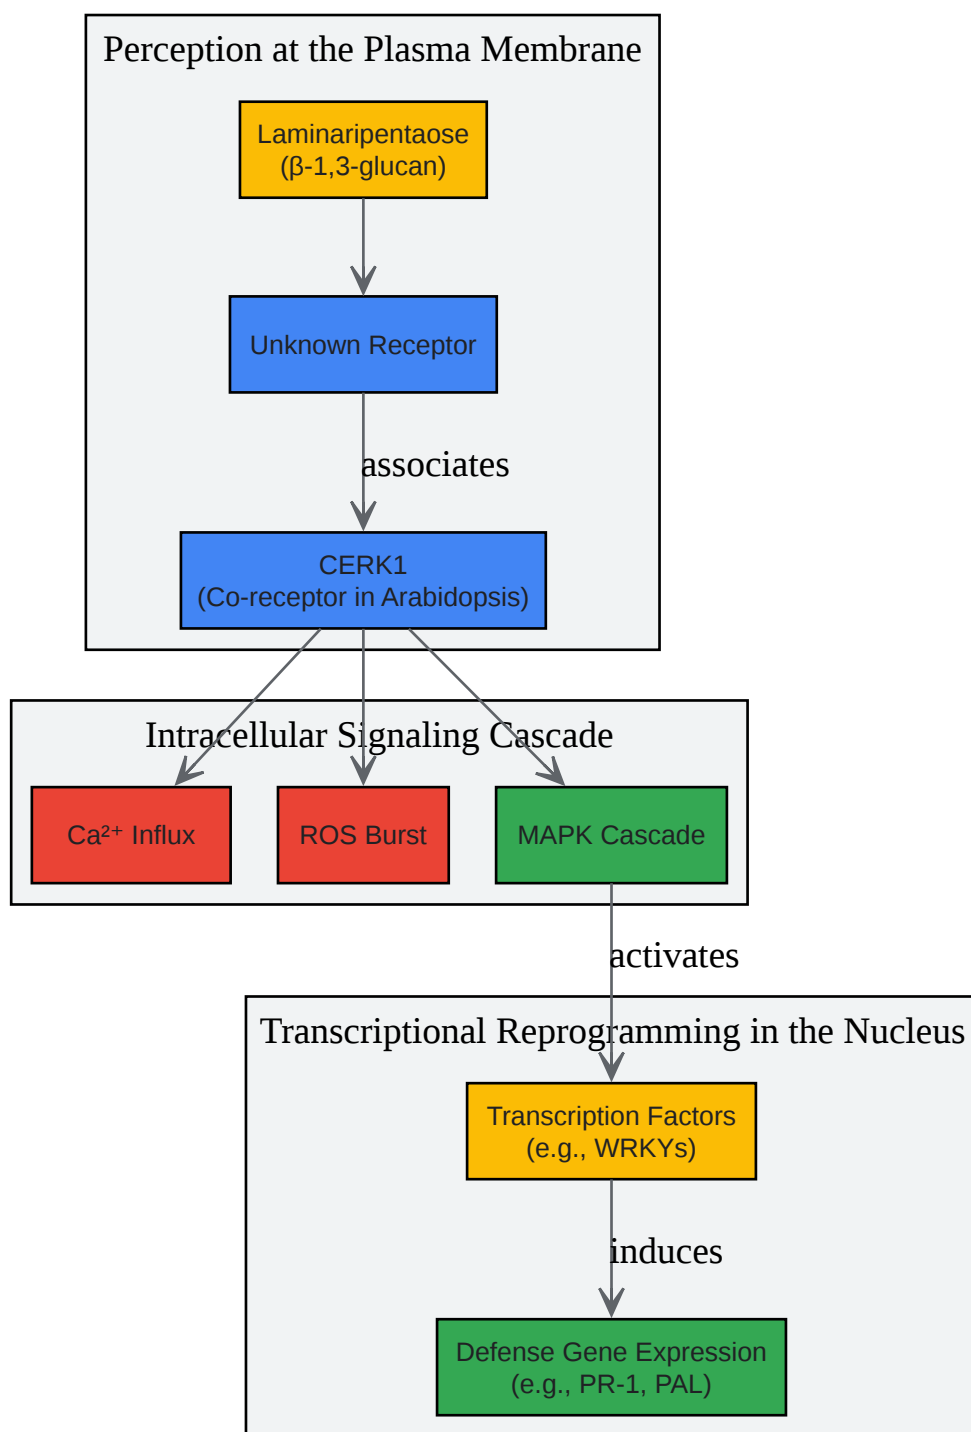 Perception at the Plasma Membrane
Laminaripentaose
(β-1,3-glucan)
Unknown Receptor
associates
CERK1
(Co-receptor in Arabidopsis)
Intracellular Signaling Cascade
Ca²⁺ Influx
ROS Burst
MAPK Cascade
activates
Transcriptional Reprogramming in the Nucleus
Transcription Factors
(e.g., WRKYs)
induces
Defense Gene Expression
(e.g., PR-1, PAL)